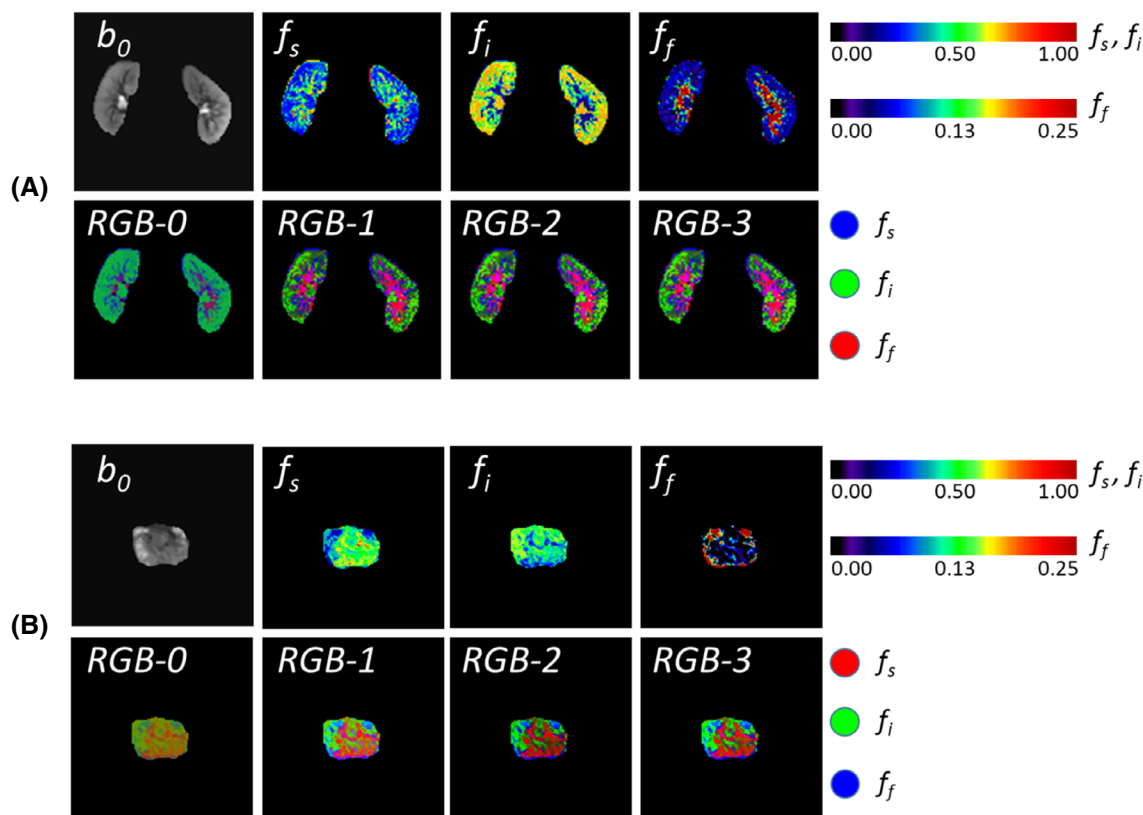 b0 fs fi ff
0.00 0.50 1.00 fs, fi
0.00 0.13 0.25 ff
(A)
RGB-0 RGB-1 RGB-2 RGB-3
fs
fi
ff
b0 fs fi ff
0.00 0.50 1.00 fs, fi
0.00 0.13 0.25 ff
(B)
RGB-0 RGB-1 RGB-2 RGB-3
fs
fi
ff